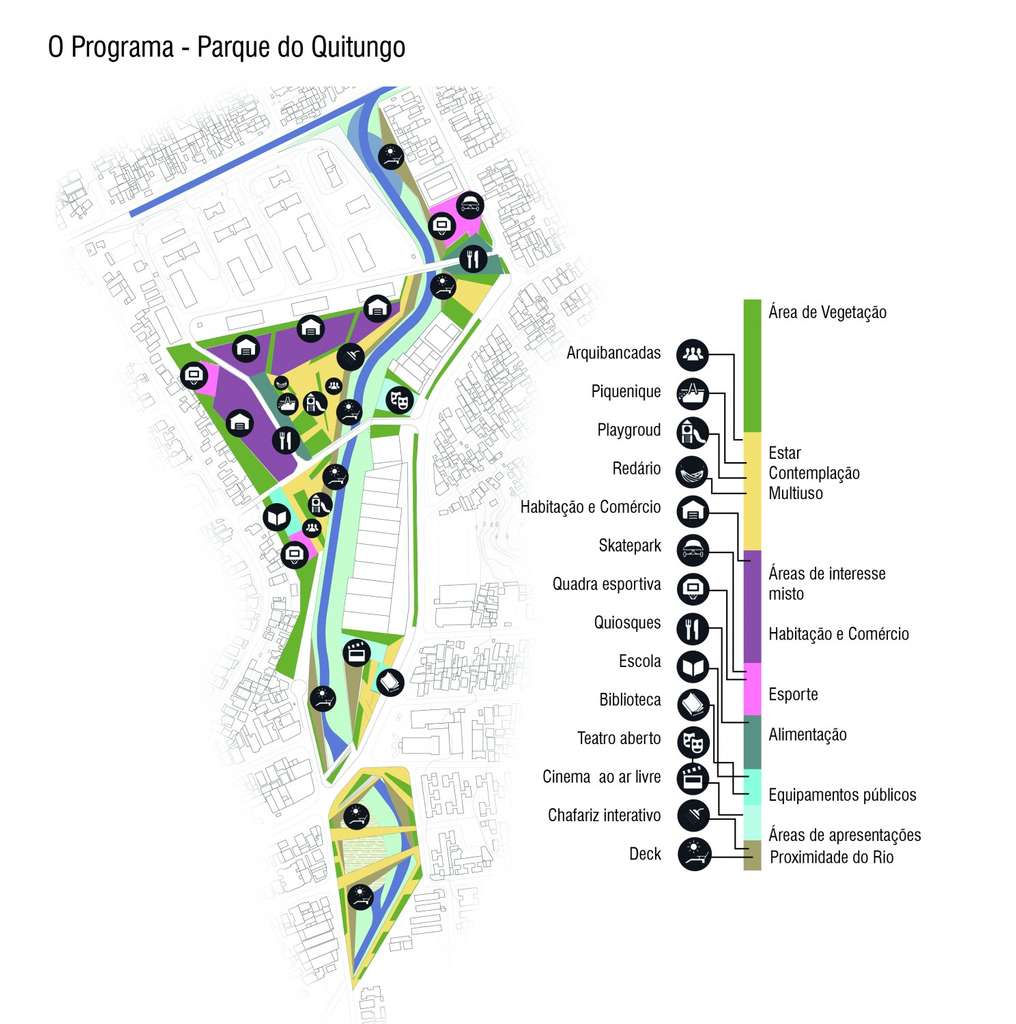 O Programa - Parque do Quitungo
Área de Vegetação
Arquibancadas
Piquenique
Playgroud
Redário
Habitação e Comércio
Skatepark
Quadra esportiva
Quiosques
Escola
Biblioteca
Teatro aberto
Cinema ao ar livre
Chafariz interativo
Deck
Estar
Contemplação
Multiuso
Áreas de interesse
misto
Habitação e Comércio
Esporte
Alimentação
Equipamentos públicos
Áreas de apresentações
Proximidade do Rio